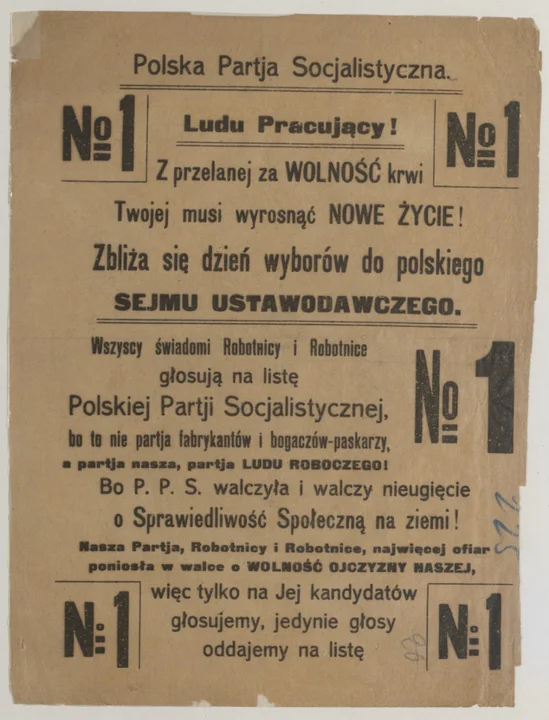 Polska Partja Socjalistyczna.
№1
Ludu Pracujący!
№1
Z przelanej za WOLNOŚĆ krwi
Twojej musi wyrosnąć NOWE ŻYCIE!
Zbliża się dzień wyborów do polskiego
SEJMU USTAWODAWCZEGO.
Wszyscy świadomi Robotnicy i Robotnice
głosują na listę
№1
Polskiej Partji Socjalistycznej,
bo to nie partja fabrykantów i bogaczów-paskarzy,
a partja nasza, partja LUDU ROBOCZEGO!
Bo P. P. S. walczyła i walczy nieugięcie
o Sprawiedliwość Społeczną na ziemi!
Nasza Partja, Robotnicy i Robotnice, najwięcej ofiar
poniosła w walce o WOLNOŚĆ OJCZYZNY NASZEJ,
więc tylko na Jej kandydatów
głosujemy, jedynie głosy
oddajemy na listę
№1
№1